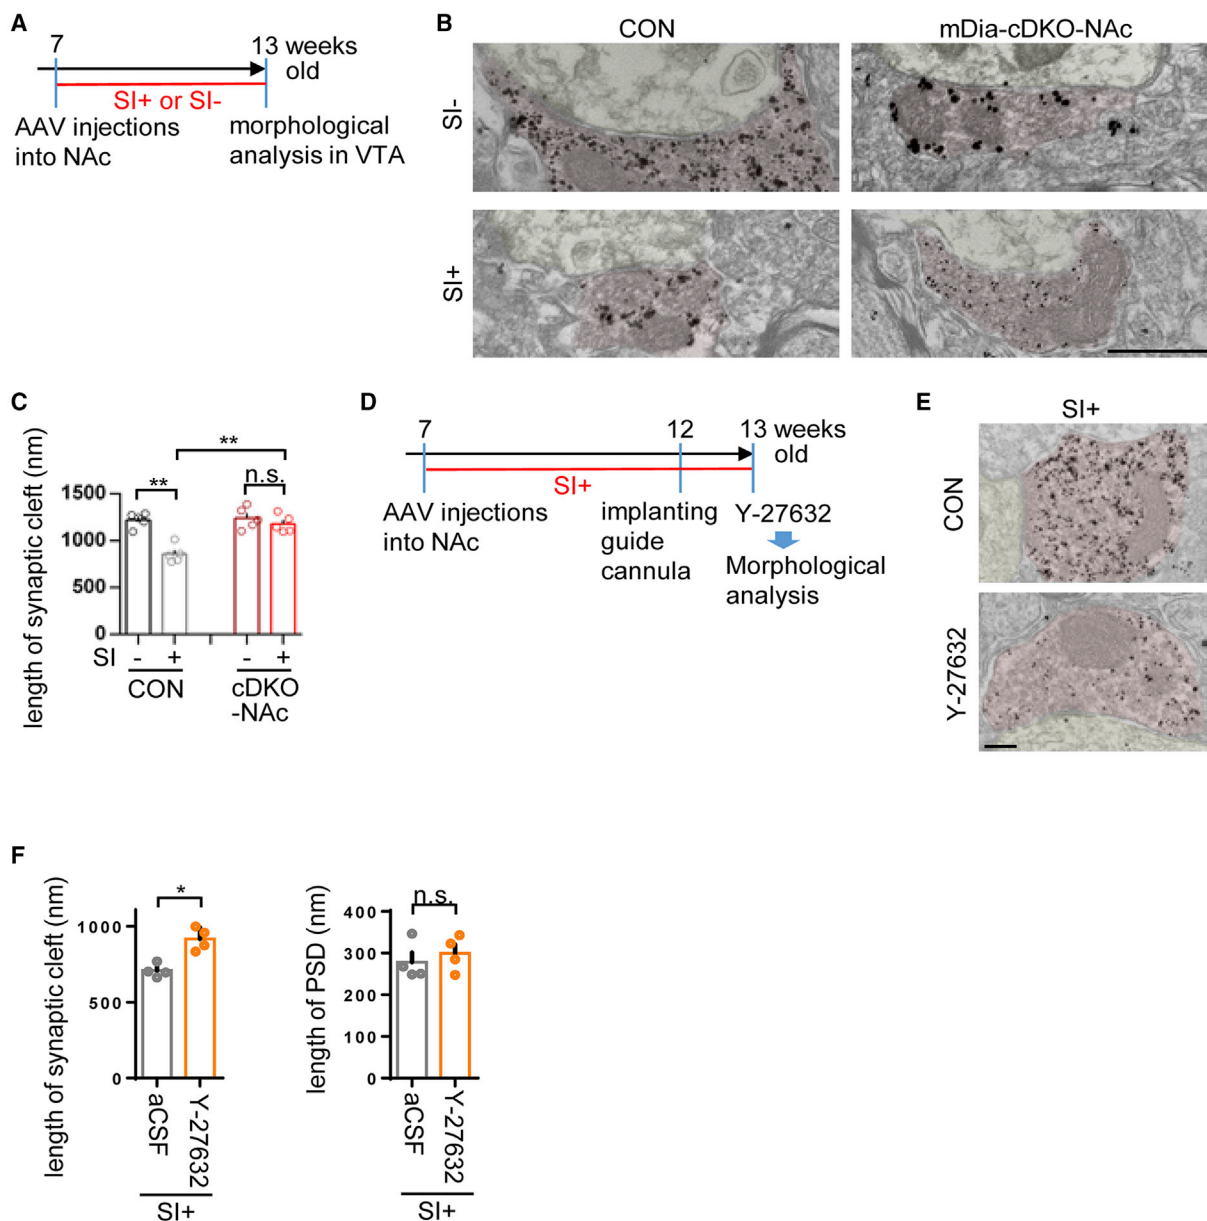 A
7
13 weeks
old
SI+ or SI-
AAV injections
into NAc
morphological
analysis in VTA
B
CON
mDia-cDKO-NAc
SI-
SI+
C
length of synaptic cleft (nm)
**
**
n.s.
1500
1000
500
0
SI - + - +
CON
cDKO
-NAc
D
7
12
13 weeks
old
SI+
AAV injections
into NAc
implanting
guide
cannula
Y-27632
Morphological
analysis
E
SI+
CON
Y-27632
F
length of synaptic cleft (nm)
*
1000
500
0
aCSF
Y-27632
SI+
length of PSD (nm)
n.s.
400
300
200
100
0
aCSF
Y-27632
SI+